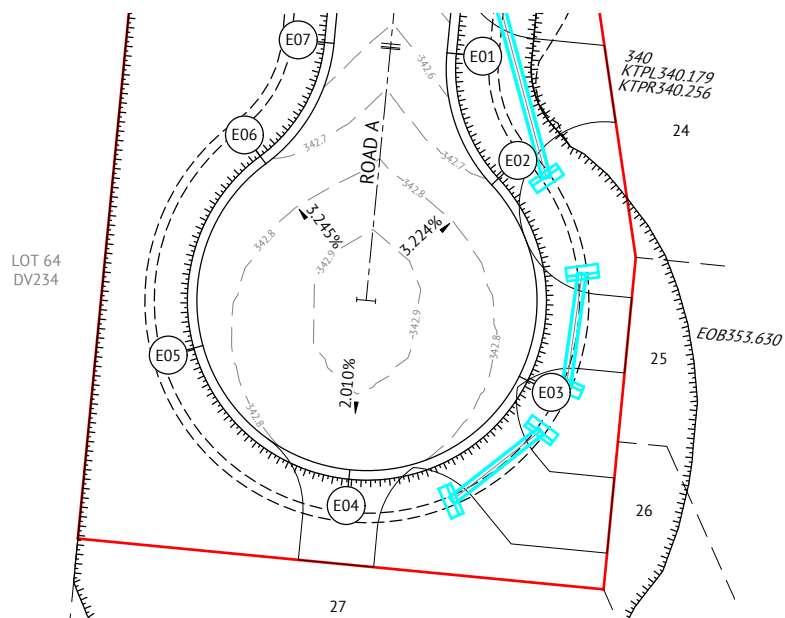 E07
E01
342.6
340
KTPL340.179
KTPR340.256
24
E06
342.7
ROAD A
342.7
E02
342.8
342.8
3.245%
3.224%
342.9
LOT 64
DV234
342.9
342.8
EOB353.630
E05
25
2.010%
E03
342.8
E04
26
27